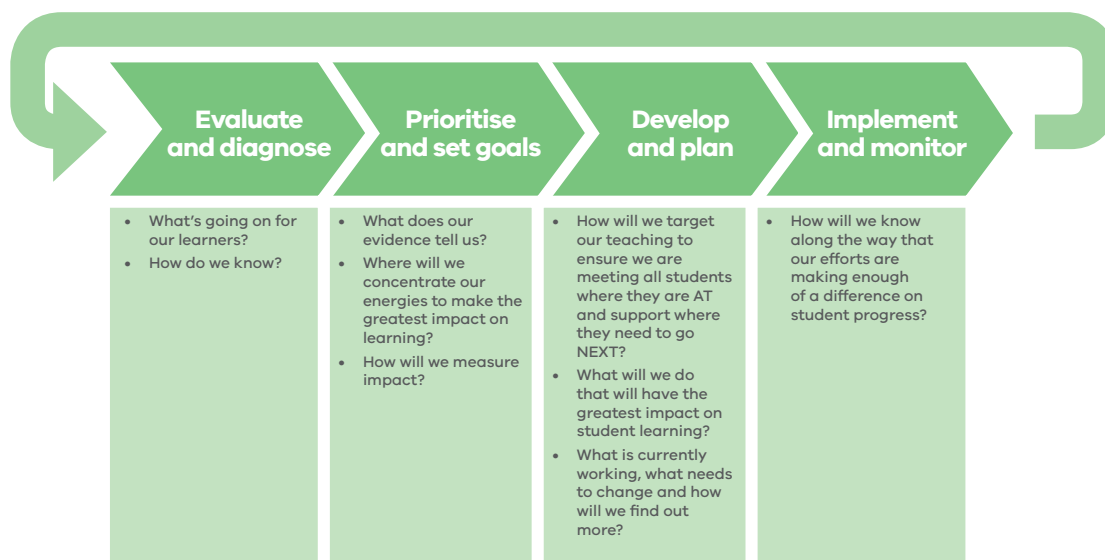 Evaluate
and diagnose
Prioritise
and set goals
Develop
and plan
Implement
and monitor
• What's going on for
our learners?
• How do we know?
• What does our
evidence tell us?
• Where will we
concentrate our
energies to make the
greatest impact on
learning?
• How will we measure
impact?
• How will we target
our teaching to
ensure we are
meeting all students
where they are AT
and support where
they need to go
NEXT?
• What will we do
that will have the
greatest impact on
student learning?
• What is currently
working, what needs
to change and how
will we find out
more?
• How will we know
along the way that
our efforts are
making enough
of a difference on
student progress?